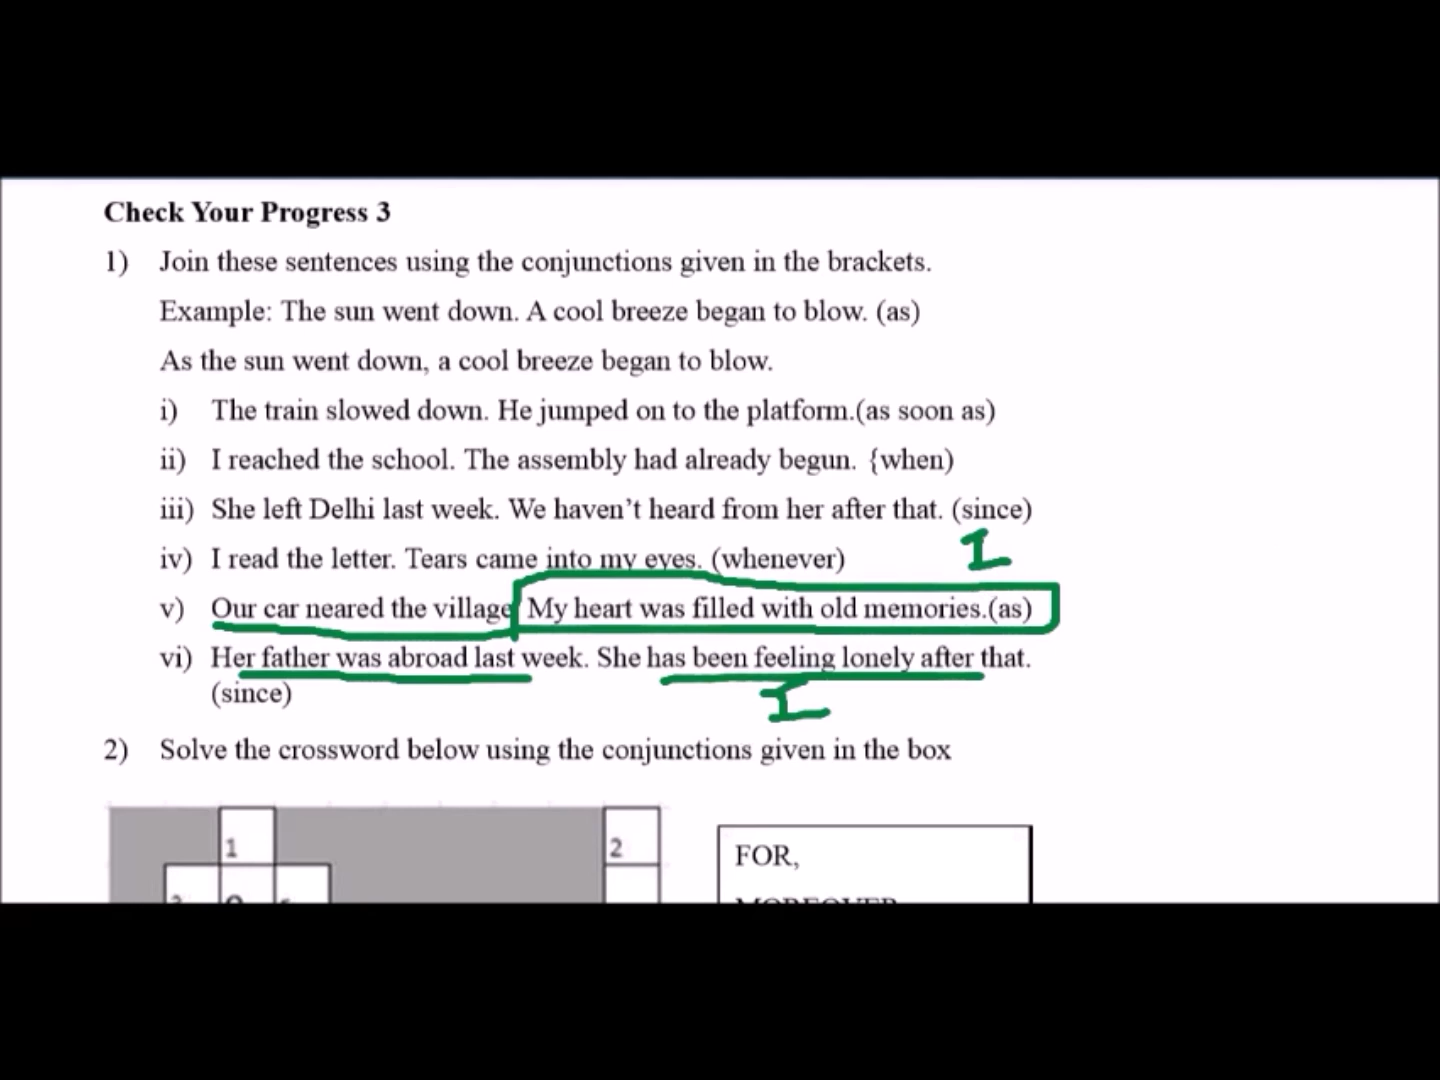 Check Your Progress 3
1) Join these sentences using the conjunctions given in the brackets.
Example: The sun went down. A cool breeze began to blow. (as)
As the sun went down, a cool breeze began to blow.
i) The train slowed down. He jumped on to the platform.(as soon as)
ii) I reached the school. The assembly had already begun. {when)
iii) She left Delhi last week. We haven’t heard from her after that. (since)
iv) I read the letter. Tears came into my eyes. (whenever)
I
v) Our car neared the village My heart was filled with old memories.(as)
vi) Her father was abroad last week. She has been feeling lonely after that.
(since)
I
2) Solve the crossword below using the conjunctions given in the box
1
2
FOR,
MOREOVER